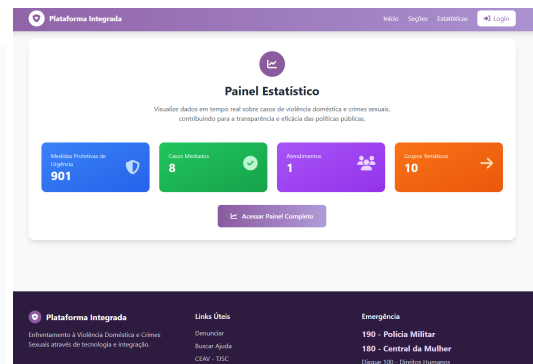 Plataforma Integrada
Início Seções Estatísticas Login
Painel Estatístico
Visualize dados em tempo real sobre casos de violência doméstica e crimes sexuais,
contribuindo para a transparência e eficácia das políticas públicas.
Medidas Protetivas de
Urgência
901
Casos Mediados
8
Atendimentos
1
Grupos Temáticos
10
Acessar Painel Completo
Plataforma Integrada
Enfrentamento à Violência Doméstica e Crimes
Sexuais através de tecnologia e integração.
Links Úteis
Denunciar
Buscar Ajuda
CEAV - TJSC
Emergência
190 - Polícia Militar
180 - Central da Mulher
Disque 100 - Direitos Humanos